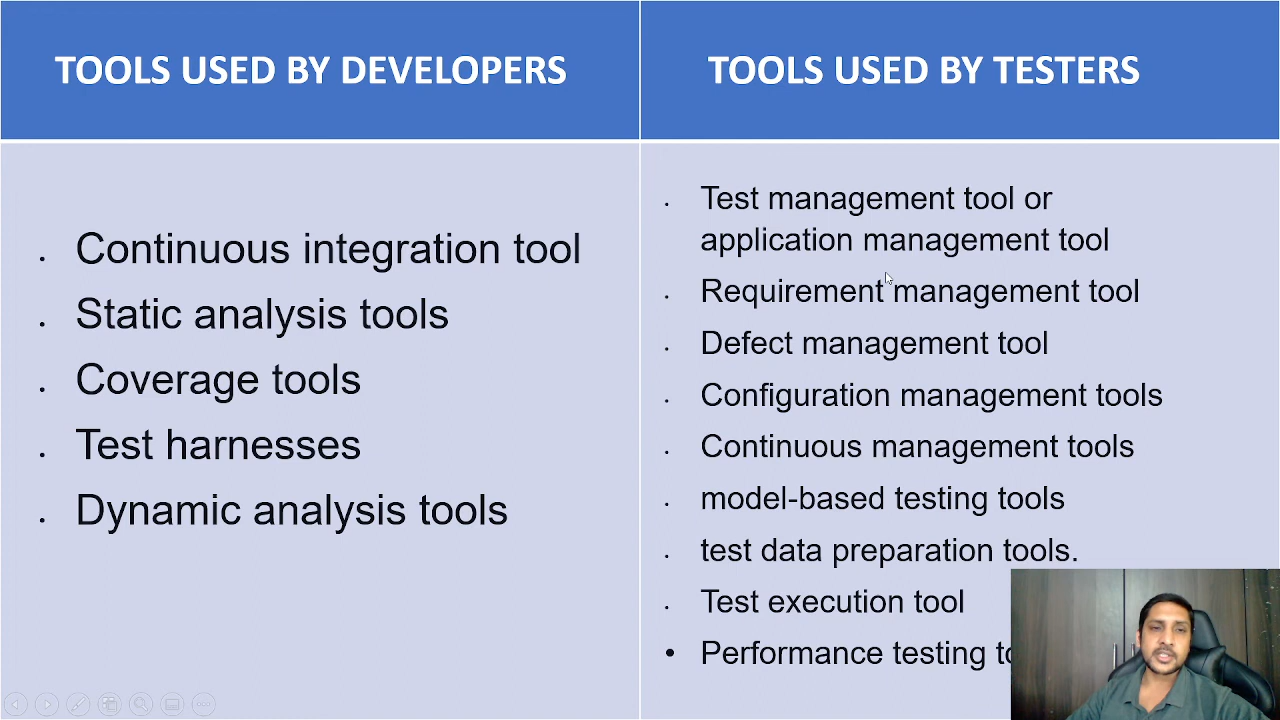 TOOLS USED BY DEVELOPERS
TOOLS USED BY TESTERS
Continuous integration tool
Static analysis tools
Coverage tools
Test harnesses
Dynamic analysis tools
Test management tool or
application management tool
Requirement management tool
Defect management tool
Configuration management tools
Continuous management tools
model-based testing tools
test data preparation tools.
Test execution tool
Performance testing